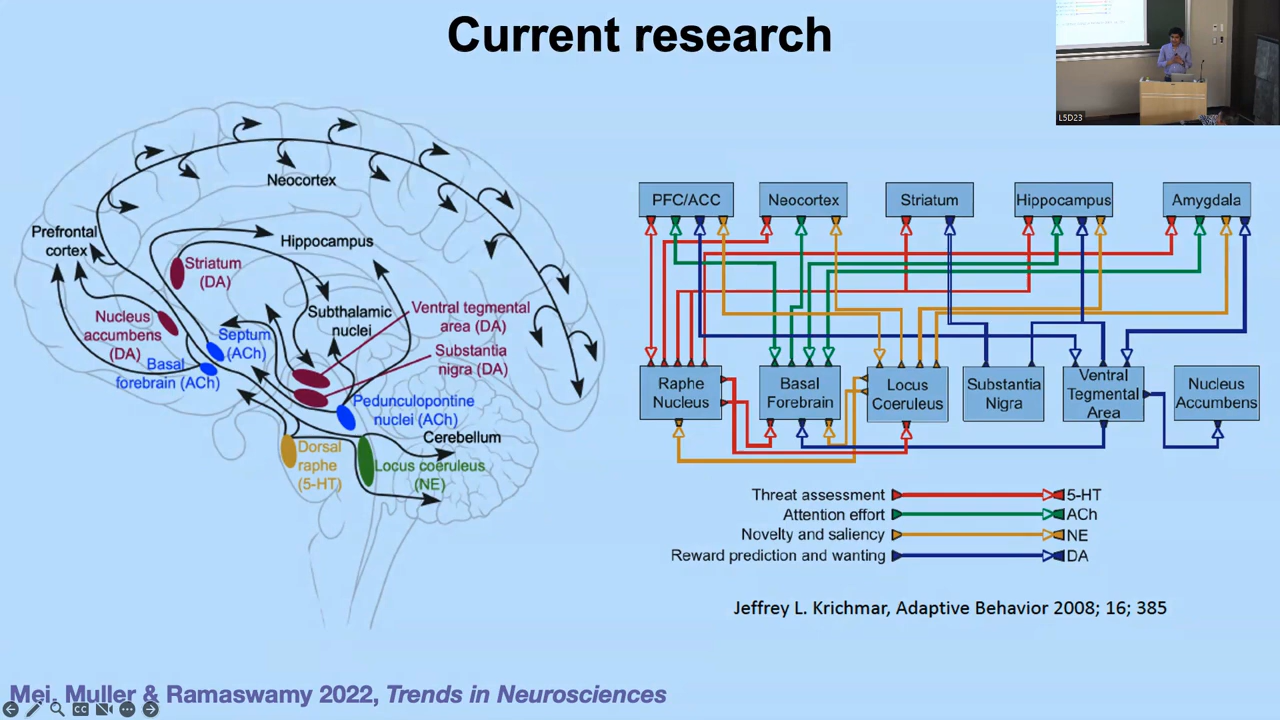 Current research
L5D23
Neocortex
Prefrontal
cortex
Hippocampus
Striatum
(DA)
Subthalamic
nuclei
Ventral tegmental
area (DA)
Nucleus
accumbens
(DA)
Septum
(ACh)
Substantia
nigra (DA)
Basal
forebrain (ACh)
Pedunculopontine
nuclei (ACh)
Cerebellum
Dorsal
raphe
(5-HT)
Locus coeruleus
(NE)
PFC/ACC
Neocortex
Striatum
Hippocampus
Amygdala
Raphe
Nucleus
Basal
Forebrain
Locus
Coeruleus
Substantia
Nigra
Ventral
Tegmental
Area
Nucleus
Accumbens
Threat assessment 5-HT
Attention effort ACh
Novelty and saliency NE
Reward prediction and wanting DA
Jeffrey L. Krichmar, Adaptive Behavior 2008; 16; 385
Mei, Muller & Ramaswamy 2022, Trends in Neurosciences
CC